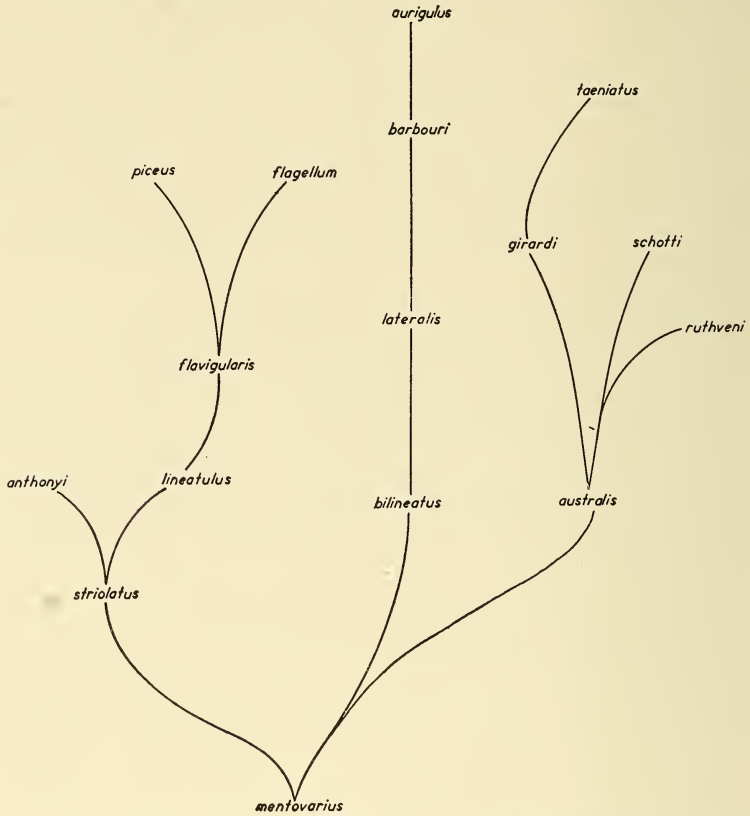 aurigulus
taeniatus
barbouri
piceus
flagellum
girardi
schotti
lateralis
ruthveni
flavigularis
anthonyi
lineatulus
bilineatus
australis
striolatus
mentovarius